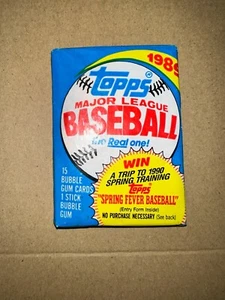 1989
Topps
MAJOR LEAGUE
BASEBALL
the Real one!
15
BUBBLE
GUM CARDS
1 STICK
BUBBLE
GUM
WIN
A TRIP TO 1990
SPRING TRAINING
Topps
"SPRING FEVER BASEBALL"
(Entry Form Inside)
NO PURCHASE NECESSARY (See back)